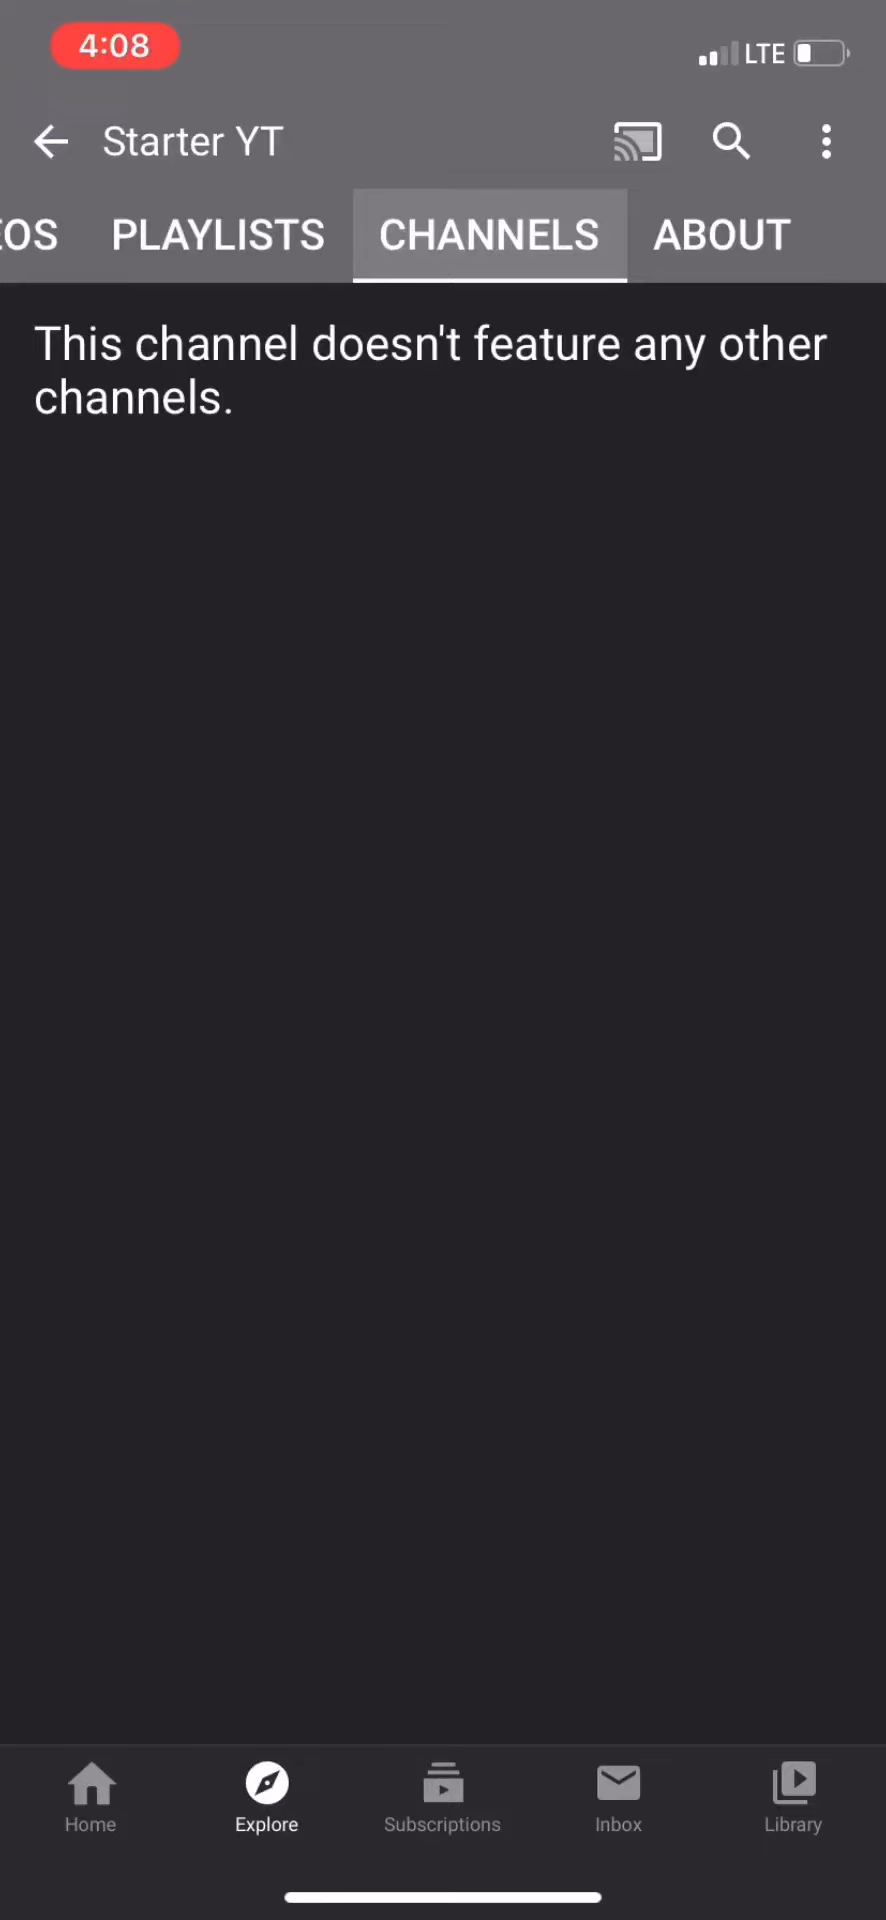 4:08
LTE
Starter YT
EOS PLAYLISTS CHANNELS ABOUT
This channel doesn't feature any other
channels.
Home Explore Subscriptions Inbox Library